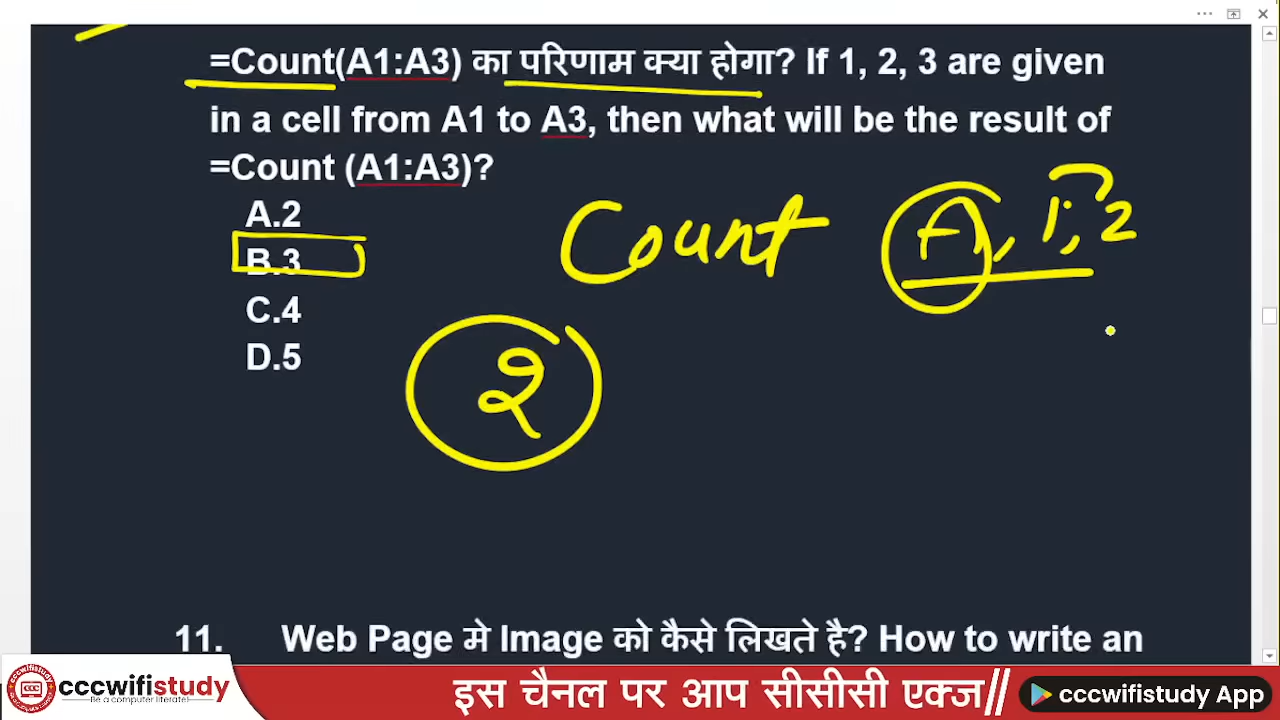 =Count(A1:A3) का परिणाम क्या होगा? If 1, 2, 3 are given
in a cell from A1 to A3, then what will be the result of
=Count (A1:A3)?
A.2
B.3
C.4
D.5
Count A, 1; 2
२
11. Web Page मे Image को कैसे लिखते है? How to write an
cccwifistudy
Be a computer literate!
इस चैनल पर आप सीसीसी एक्ज//
cccwifistudy App